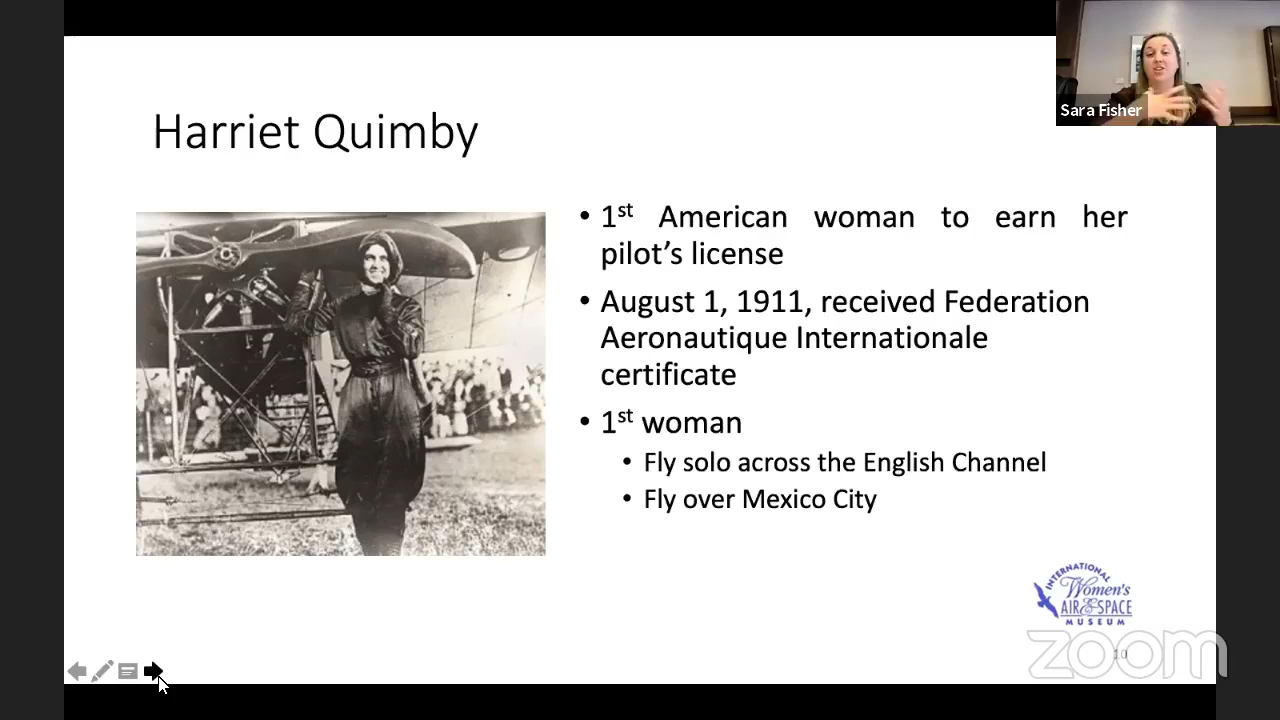 Sara Fisher
Harriet Quimby
• 1st American woman to earn her
pilot’s license
• August 1, 1911, received Federation
Aeronautique Internationale
certificate
• 1st woman
• Fly solo across the English Channel
• Fly over Mexico City
INTERNATIONAL
Women's
AIR & SPACE
MUSEUM
10
zoom